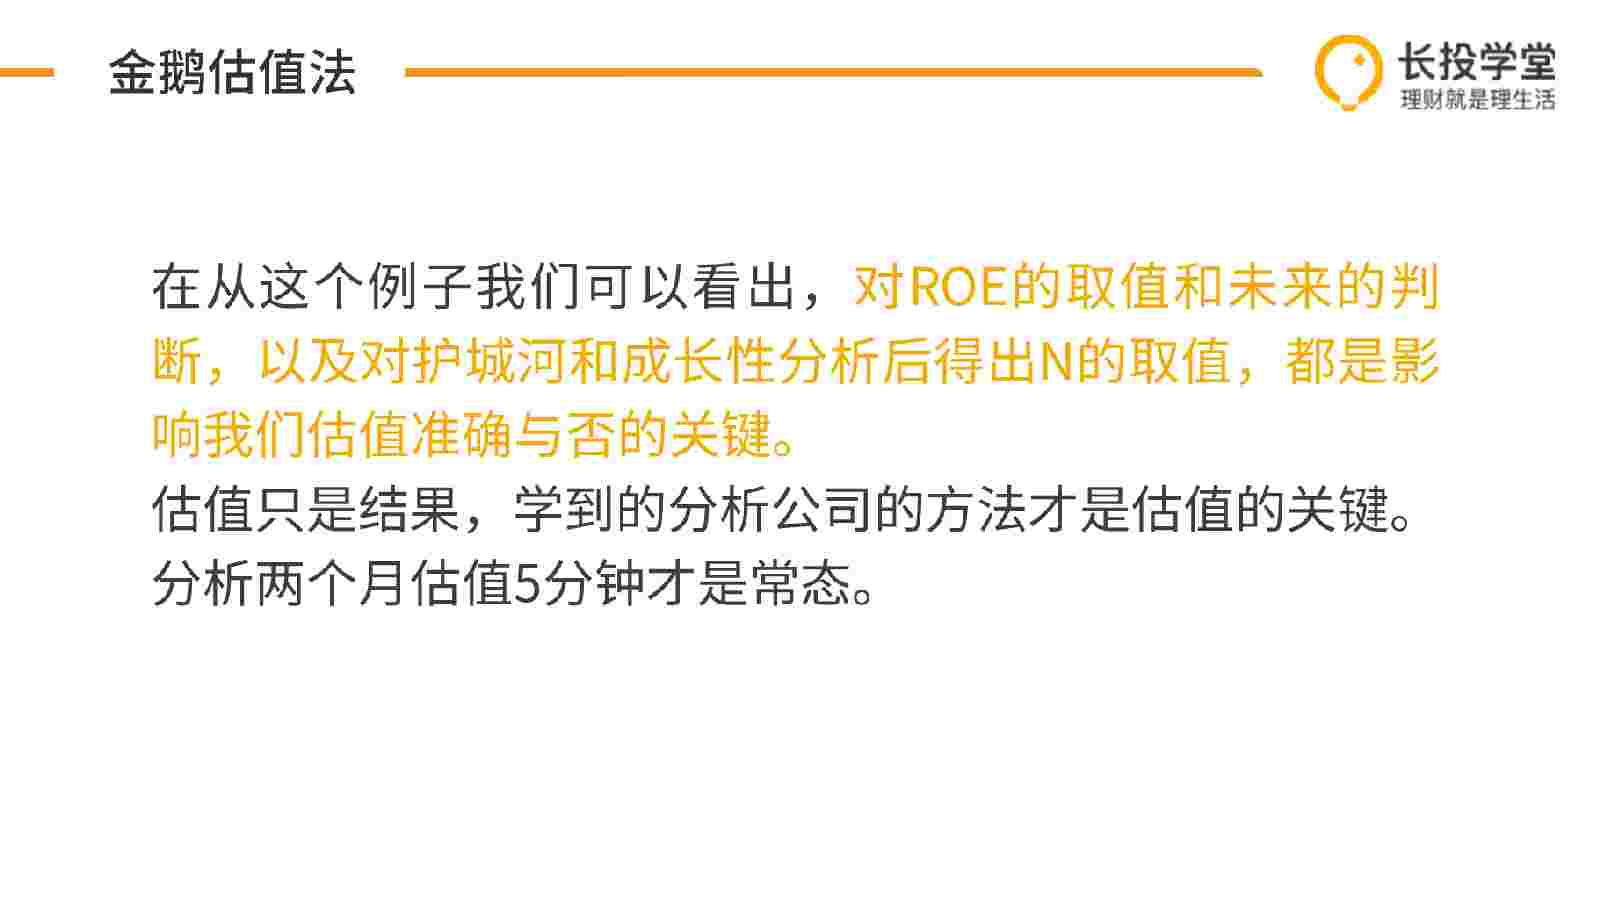 金鹅估值法
长投学堂
理财就是理生活
在从这个例子我们可以看出，对ROE的取值和未来的判
断，以及对护城河和成长性分析后得出N的取值，都是影
响我们估值准确与否的关键。
估值只是结果，学到的分析公司的方法才是估值的关键。
分析两个月估值5分钟才是常态。